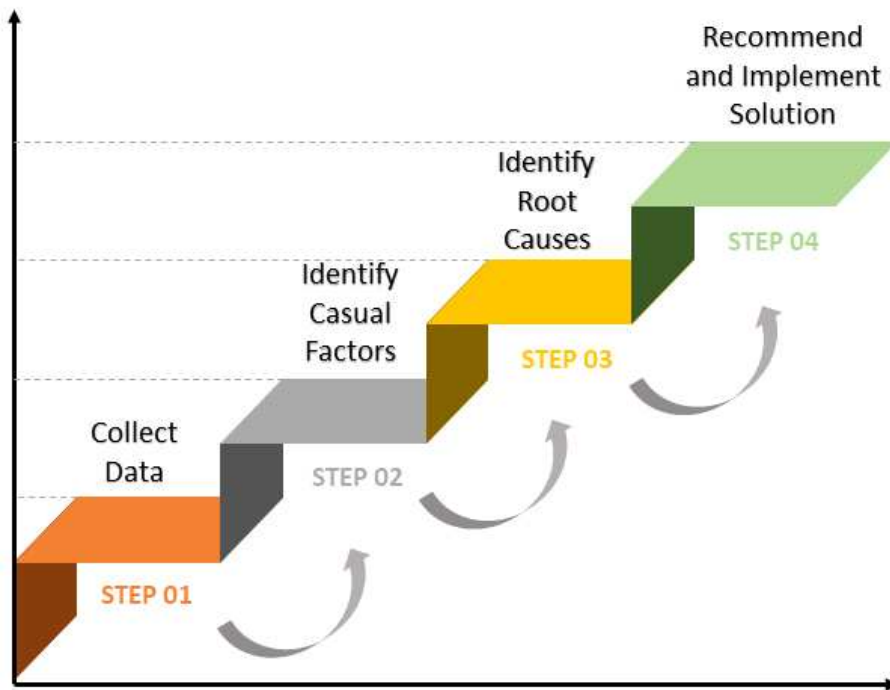 Collect
Data
STEP 01
Identify
Casual
Factors
STEP 02
Identify
Root
Causes
STEP 03
Recommend
and Implement
Solution
STEP 04